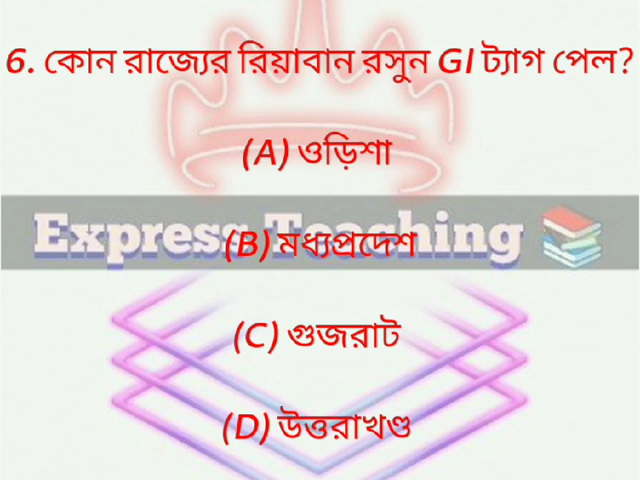 6. কোন রাজ্যের রিয়াবান রসুন GI ট্যাগ পেল?
(A) ওড়িশা
Express Teaching
(B) মধ্যপ্রদেশ
(C) গুজরাট
(D) উত্তরাখণ্ড